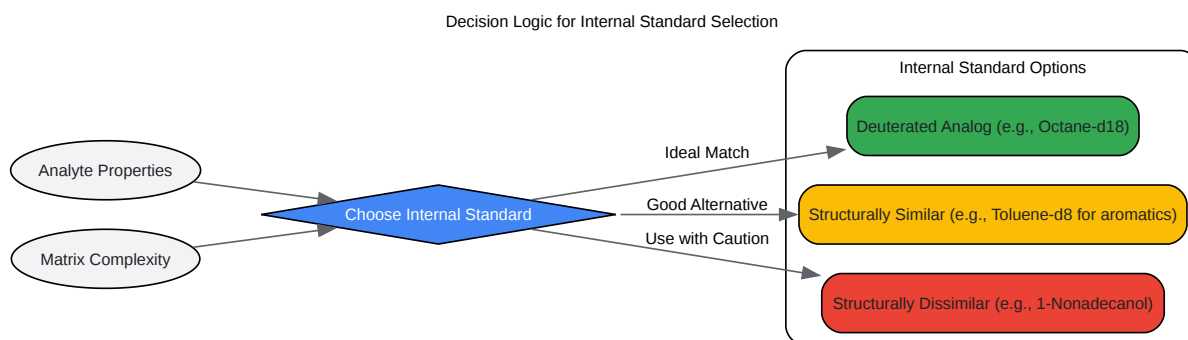 Decision Logic for Internal Standard Selection
Internal Standard Options
Deuterated Analog (e.g., Octane-d18)
Ideal Match
Analyte Properties
Choose Internal Standard
Good Alternative
Structurally Similar (e.g., Toluene-d8 for aromatics)
Use with Caution
Matrix Complexity
Structurally Dissimilar (e.g., 1-Nonadecanol)